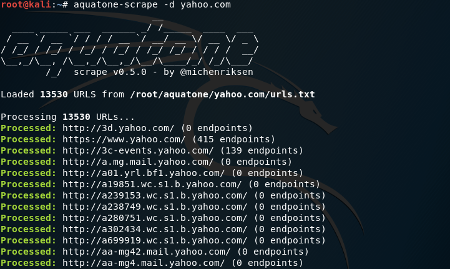 root@kali:~# aquatone-scrape -d yahoo.com
aquatone
scrape v0.5.0 - by @michenriksen
Loaded 13530 URLS from /root/aquatone/yahoo.com/urls.txt
Processing 13530 URLs...
Processed: http://3d.yahoo.com/ (0 endpoints)
Processed: https://www.yahoo.com/ (415 endpoints)
Processed: http://3c-events.yahoo.com/ (139 endpoints)
Processed: http://a.mg.mail.yahoo.com/ (0 endpoints)
Processed: http://a01.yrl.bf1.yahoo.com/ (0 endpoints)
Processed: http://a19851.wc.s1.b.yahoo.com/ (0 endpoints)
Processed: http://a239153.wc.s1.b.yahoo.com/ (0 endpoints)
Processed: http://a238749.wc.s1.b.yahoo.com/ (0 endpoints)
Processed: http://a280751.wc.s1.b.yahoo.com/ (0 endpoints)
Processed: http://a302434.wc.s1.b.yahoo.com/ (0 endpoints)
Processed: http://a699919.wc.s1.b.yahoo.com/ (0 endpoints)
Processed: http://aa-mg42.mail.yahoo.com/ (0 endpoints)
Processed: http://aa-mg4.mail.yahoo.com/ (0 endpoints)